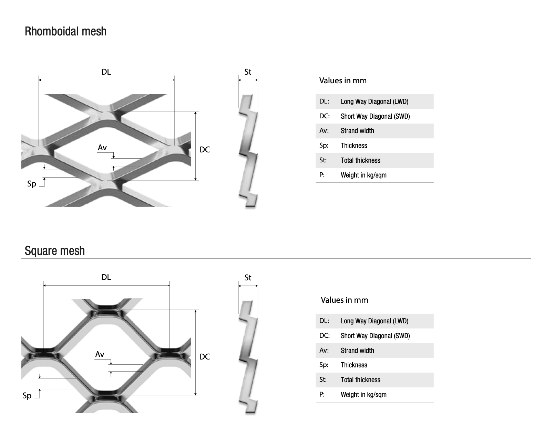 Rhomboidal mesh
DL
St
Values in mm
DL: Long Way Diagonal (LWD)
DC: Short Way Diagonal (SWD)
Av: Strand width
Sp: Thickness
St: Total thickness
P: Weight in kg/sqm
Av
DC
Sp
Square mesh
DL
St
Values in mm
DL: Long Way Diagonal (LWD)
DC: Short Way Diagonal (SWD)
Av: Strand width
Sp: Thickness
St: Total thickness
P: Weight in kg/sqm
Av
DC
Sp